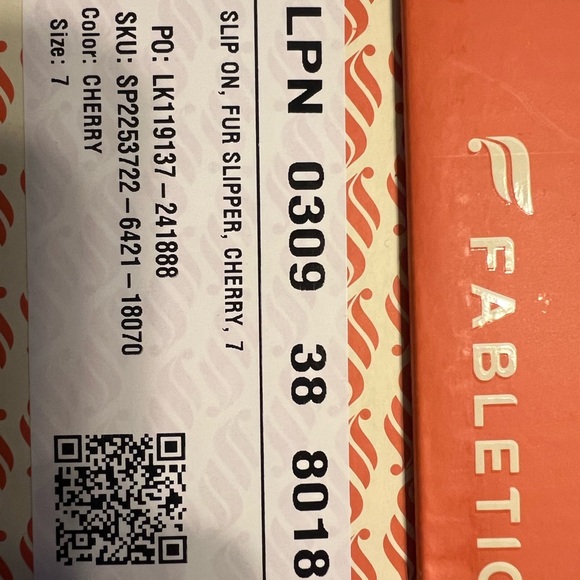 LPN 0309 38 8018
SLIP ON, FUR SLIPPER, CHERRY, 7
PO: LK119137-241888
SKU: SP2253722-6421-18070
Color: CHERRY
Size: 7
FABLETIC